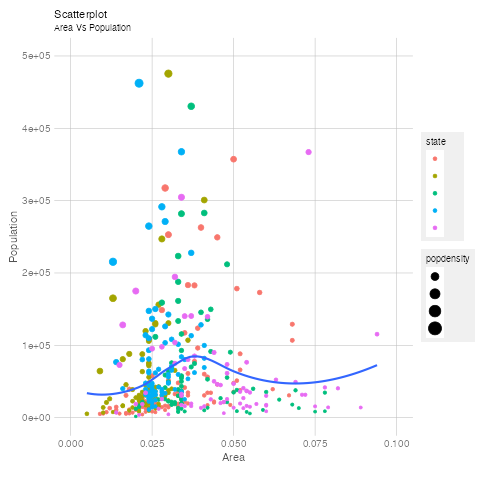 Scatterplot
Area Vs Population
5e+05
4e+05
3e+05
2e+05
1e+05
0e+00
Population
0.000 0.025 0.050 0.075 0.100
Area
state
popdensity